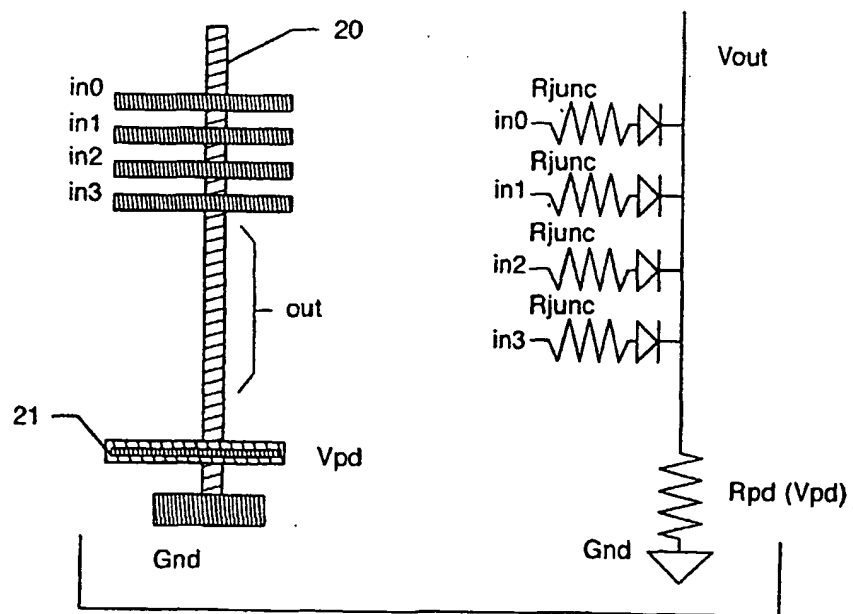 20
in0
in1
in2
in3
out
21
Vpd
Gnd
Vout
Rjunc
in0
Rjunc
in1
Rjunc
in2
Rjunc
in3
Rpd (Vpd)
Gnd